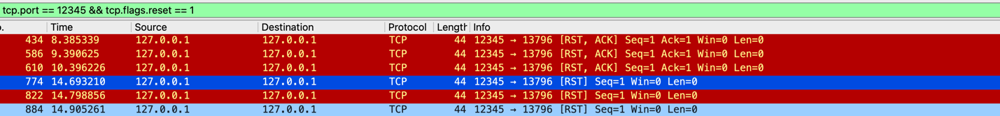 tcp.port == 12345 && tcp.flags.reset == 1
o. Time Source Destination Protocol Length Info
434 8.385339 127.0.0.1 127.0.0.1 TCP 44 12345 → 13796 [RST, ACK] Seq=1 Ack=1 Win=0 Len=0
586 9.390625 127.0.0.1 127.0.0.1 TCP 44 12345 → 13796 [RST, ACK] Seq=1 Ack=1 Win=0 Len=0
610 10.396226 127.0.0.1 127.0.0.1 TCP 44 12345 → 13796 [RST, ACK] Seq=1 Ack=1 Win=0 Len=0
774 14.693210 127.0.0.1 127.0.0.1 TCP 44 12345 → 13796 [RST] Seq=1 Win=0 Len=0
822 14.798856 127.0.0.1 127.0.0.1 TCP 44 12345 → 13796 [RST] Seq=1 Win=0 Len=0
884 14.905261 127.0.0.1 127.0.0.1 TCP 44 12345 → 13796 [RST] Seq=1 Win=0 Len=0